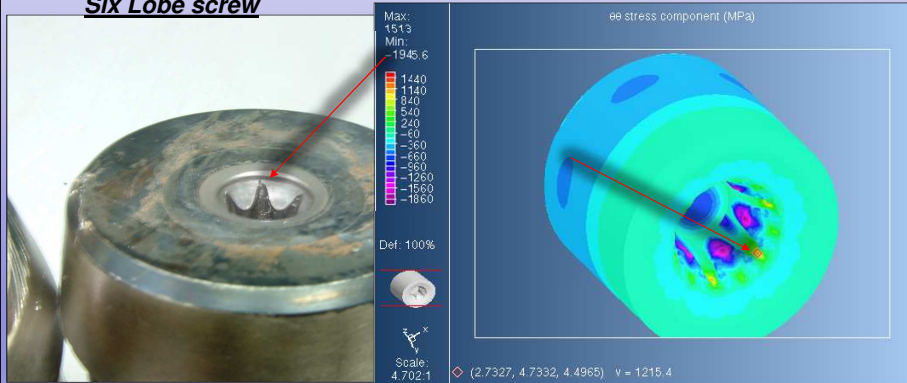 Six Lobe screw
Max:
1513
Min:
-1945.6
1440
1140
840
540
240
-60
-360
-660
-960
-1260
-1560
-1860
Def: 100%
Scale:
4.702:1
θθ stress component (MPa)
z x
y
(2.7327, 4.7332, 4.4965) v = 1215.4